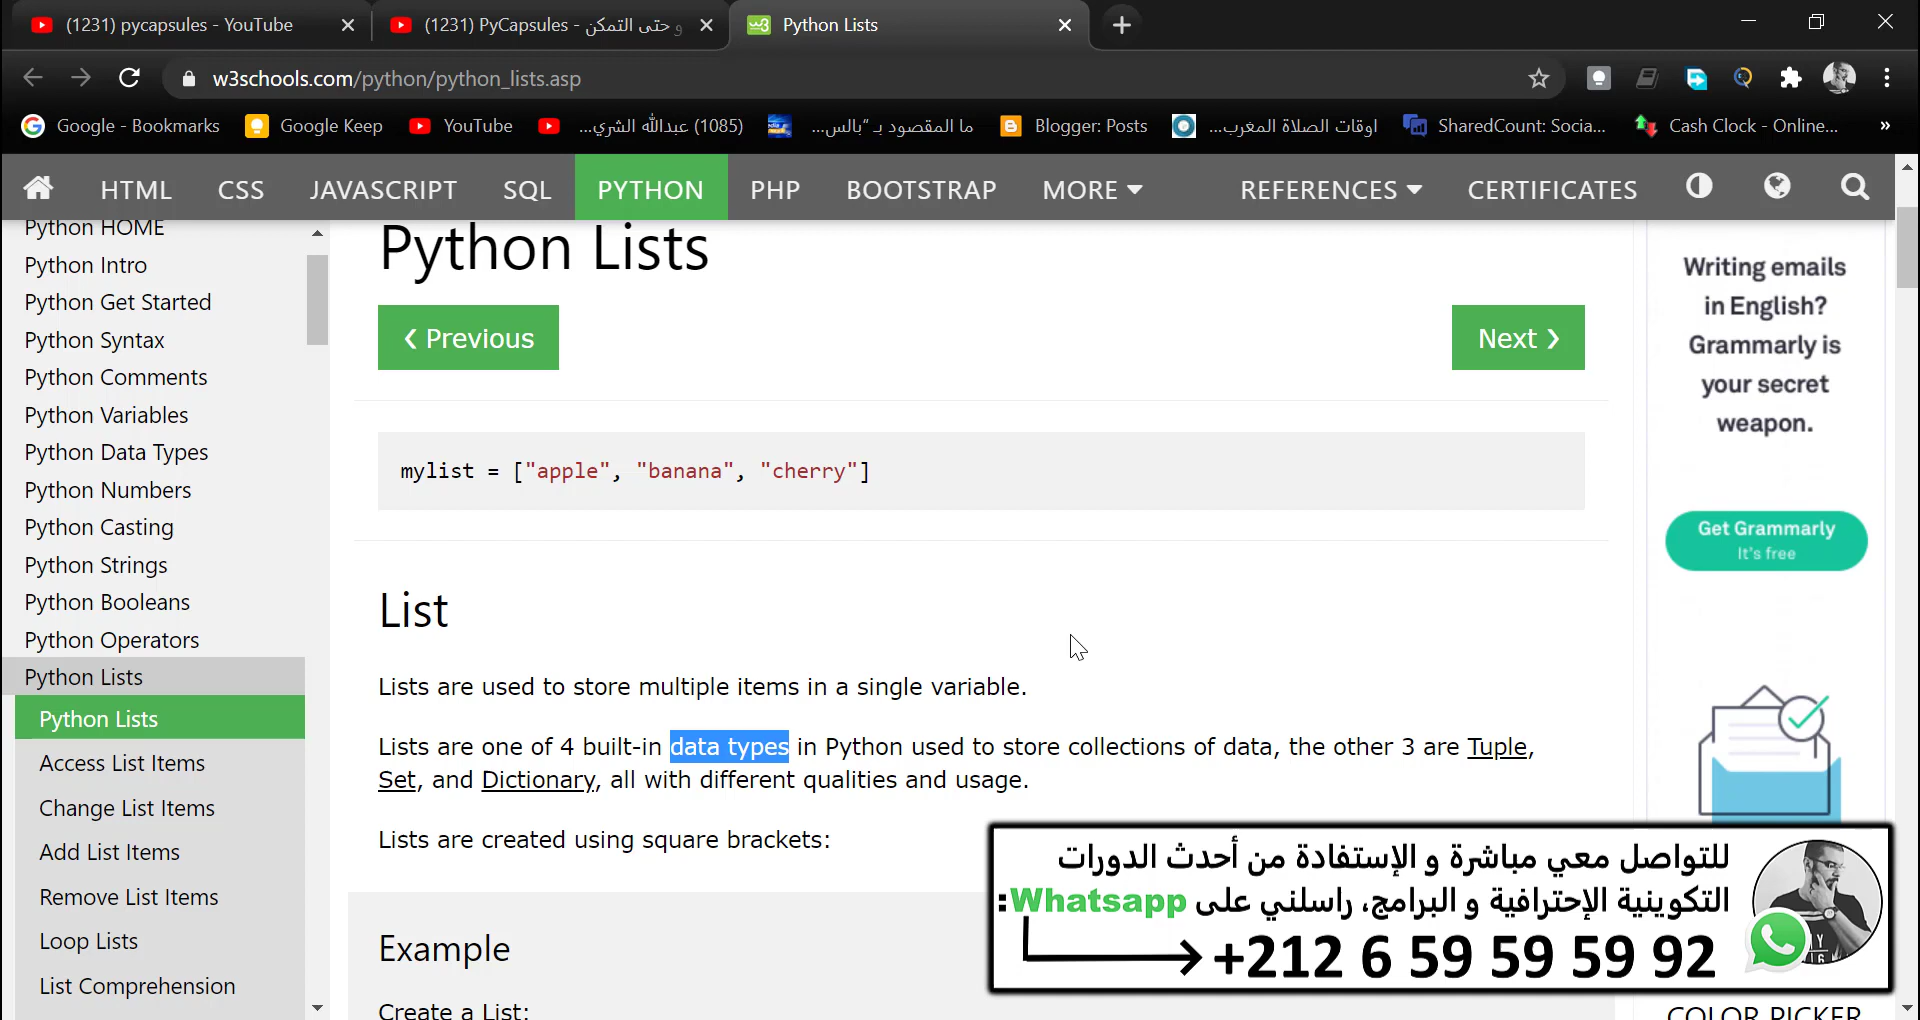 (1231) pycapsules - YouTube
(1231) PyCapsules - و حتى التمكن
Python Lists
w3schools.com/python/python_lists.asp
Google - Bookmarks
Google Keep
YouTube
(1085) عبدالله الشري...
ما المقصود بـ “بالس...
Blogger: Posts
اوقات الصلاة المغرب...
SharedCount: Socia...
Cash Clock - Online...
»
HTML
CSS
JAVASCRIPT
SQL
PYTHON
PHP
BOOTSTRAP
MORE
REFERENCES
CERTIFICATES
Python HOME
Python Intro
Python Get Started
Python Syntax
Python Comments
Python Variables
Python Data Types
Python Numbers
Python Casting
Python Strings
Python Booleans
Python Operators
Python Lists
Python Lists
Access List Items
Change List Items
Add List Items
Remove List Items
Loop Lists
List Comprehension
Python Lists
❮ Previous
Next ❯
mylist = ["apple", "banana", "cherry"]
List
Lists are used to store multiple items in a single variable.
Lists are one of 4 built-in data types in Python used to store collections of data, the other 3 are Tuple,
Set, and Dictionary, all with different qualities and usage.
Lists are created using square brackets:
Example
Create a List:
Writing emails
in English?
Grammarly is
your secret
weapon.
Get Grammarly
It's free
للتواصل معي مباشرة و الإستفادة من أحدث الدورات
التكوينية الإحترافية و البرامج، راسلني على Whatsapp:
+212 6 59 59 59 92
COLOR PICKER